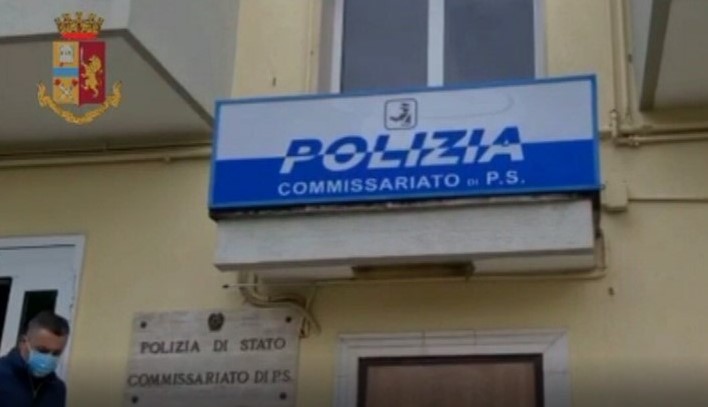 POLIZIA
COMMISSARIATO DI P.S.
POLIZIA DI STATO
COMMISSARIATO DI P.S.